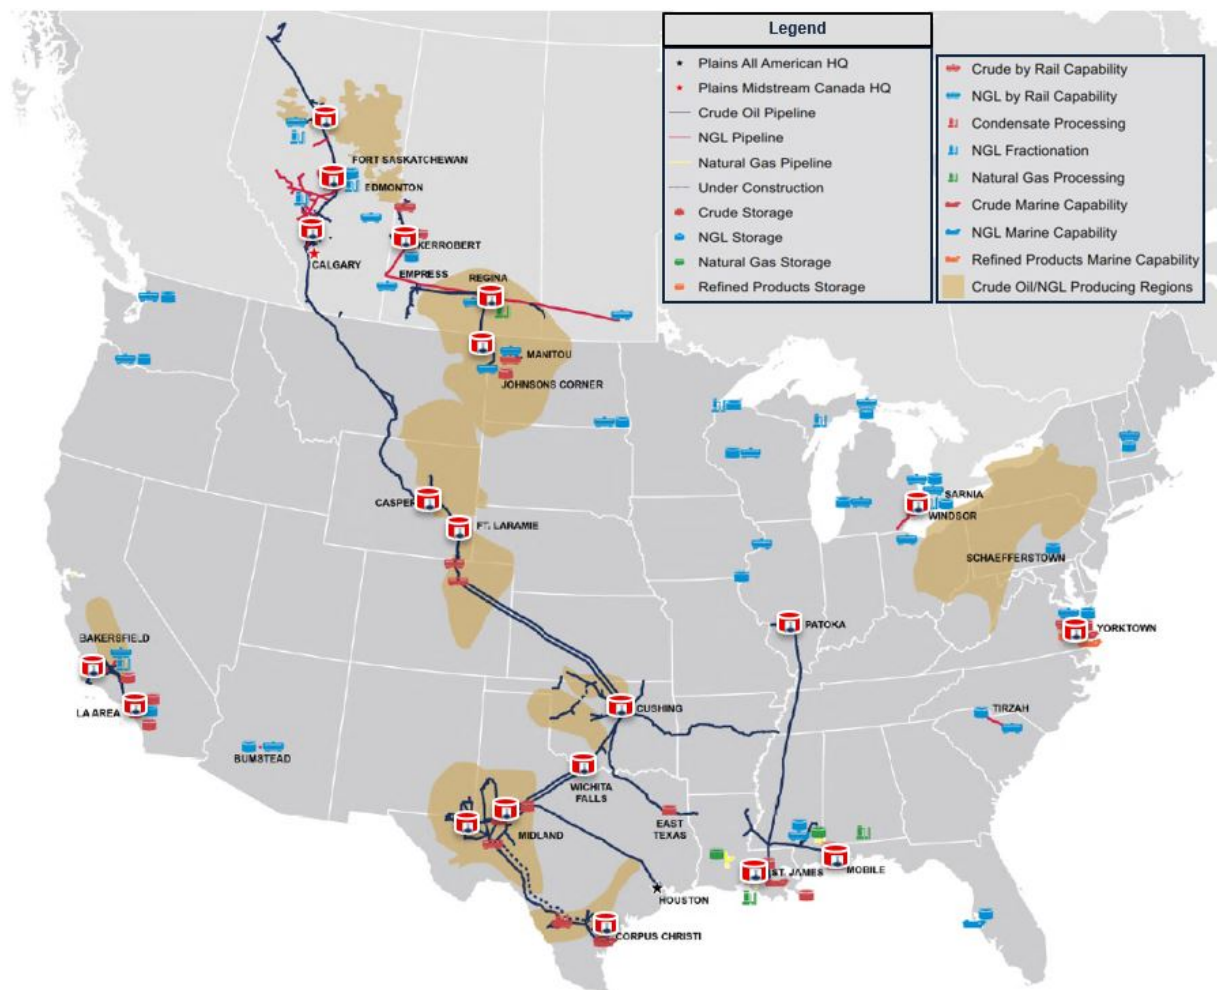 Legend
Plains All American HQ
Plains Midstream Canada HQ
Crude Oil Pipeline
NGL Pipeline
Natural Gas Pipeline
Under Construction
Crude Storage
NGL Storage
Natural Gas Storage
Refined Products Storage
Crude by Rail Capability
NGL by Rail Capability
Condensate Processing
NGL Fractionation
Natural Gas Processing
Crude Marine Capability
NGL Marine Capability
Refined Products Marine Capability
Crude Oil/NGL Producing Regions
FORT SASKATCHEWAN
EDMONTON
KERROBERT
CALGARY
EMPRESS
REGINA
MANITOU
JOHNSONS CORNER
CASPER
FT. LARAMIE
SARNIA
WINDSOR
SCHAEFFERSTOWN
PATOKA
YORKTOWN
BAKERSFIELD
LA AREA
CUSHING
TIRZAH
BUMSTEAD
WICHITA
FALLS
MIDLAND
EAST
TEXAS
ST. JAMES
MOBILE
HOUSTON
CORPUS CHRISTI